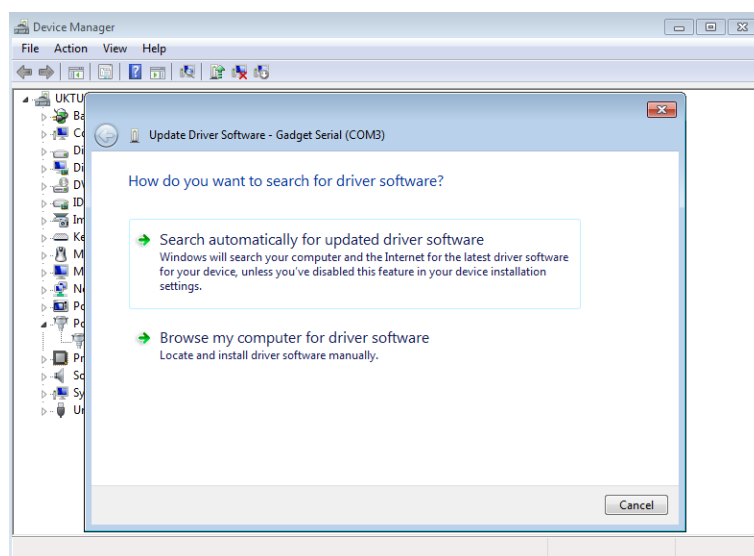 Device Manager
File Action View Help
UKTU
Ba
Co
Di
Di
DV
ID
Im
Ke
M
M
Ne
Po
Po
Pr
So
Sy
Un
Update Driver Software - Gadget Serial (COM3)
How do you want to search for driver software?
Search automatically for updated driver software
Windows will search your computer and the Internet for the latest driver software
for your device, unless you've disabled this feature in your device installation
settings.
Browse my computer for driver software
Locate and install driver software manually.
Cancel